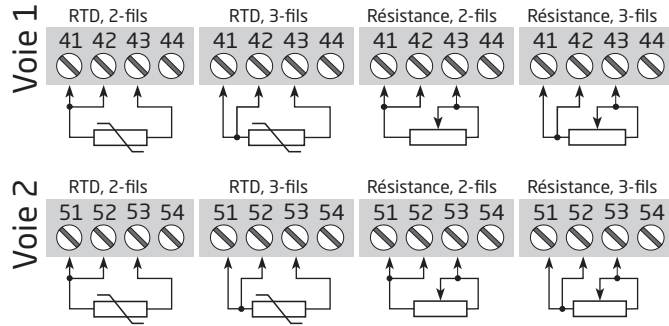 Voie 1
RTD, 2-fils
41 42 43 44
RTD, 3-fils
41 42 43 44
Résistance, 2-fils
41 42 43 44
Résistance, 3-fils
41 42 43 44
Voie 2
RTD, 2-fils
51 52 53 54
RTD, 3-fils
51 52 53 54
Résistance, 2-fils
51 52 53 54
Résistance, 3-fils
51 52 53 54